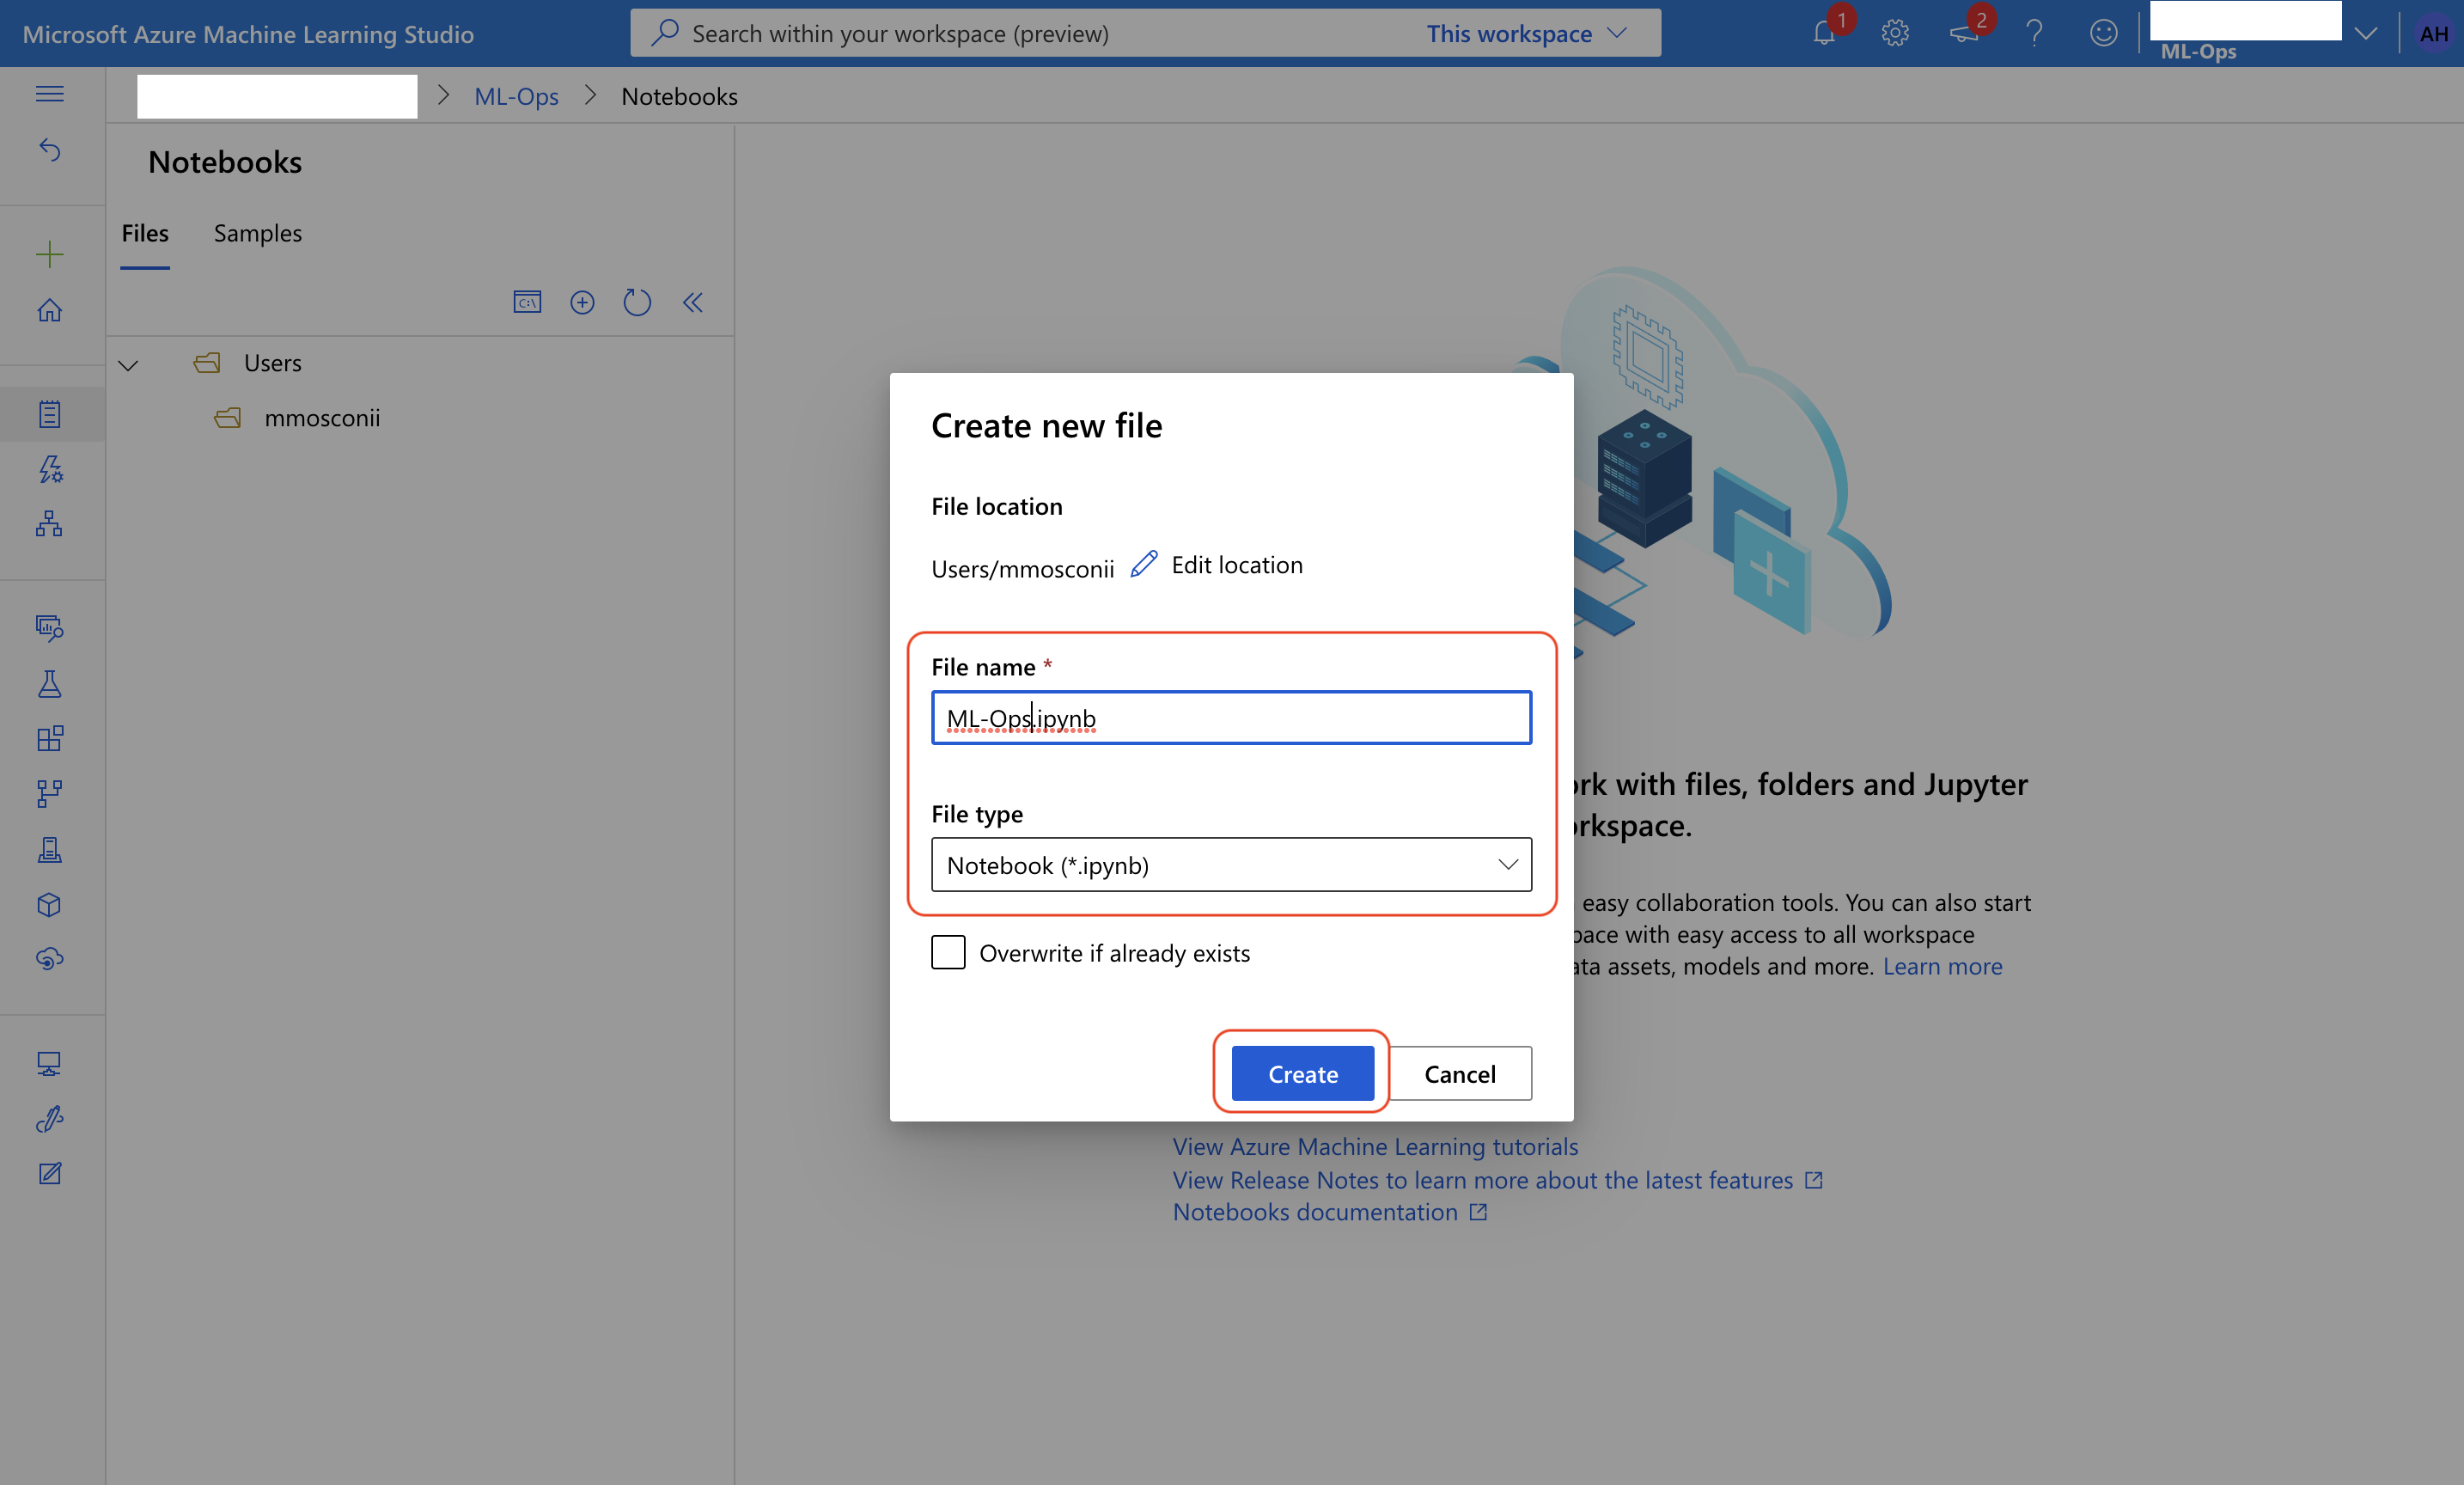 Microsoft Azure Machine Learning Studio
Search within your workspace (preview)
This workspace
1
2
ML-Ops
AH
ML-Ops
Notebooks
Notebooks
Files
Samples
C:\
Users
mmosconii
Create new file
File location
Users/mmosconii
Edit location
File name *
ML-Ops.ipynb
File type
Notebook (*.ipynb)
Overwrite if already exists
Create
Cancel
with files, folders and Jupyter
easy collaboration tools. You can also start
with easy access to all workspace
assets, models and more. Learn more
View Azure Machine Learning tutorials
View Release Notes to learn more about the latest features
Notebooks documentation